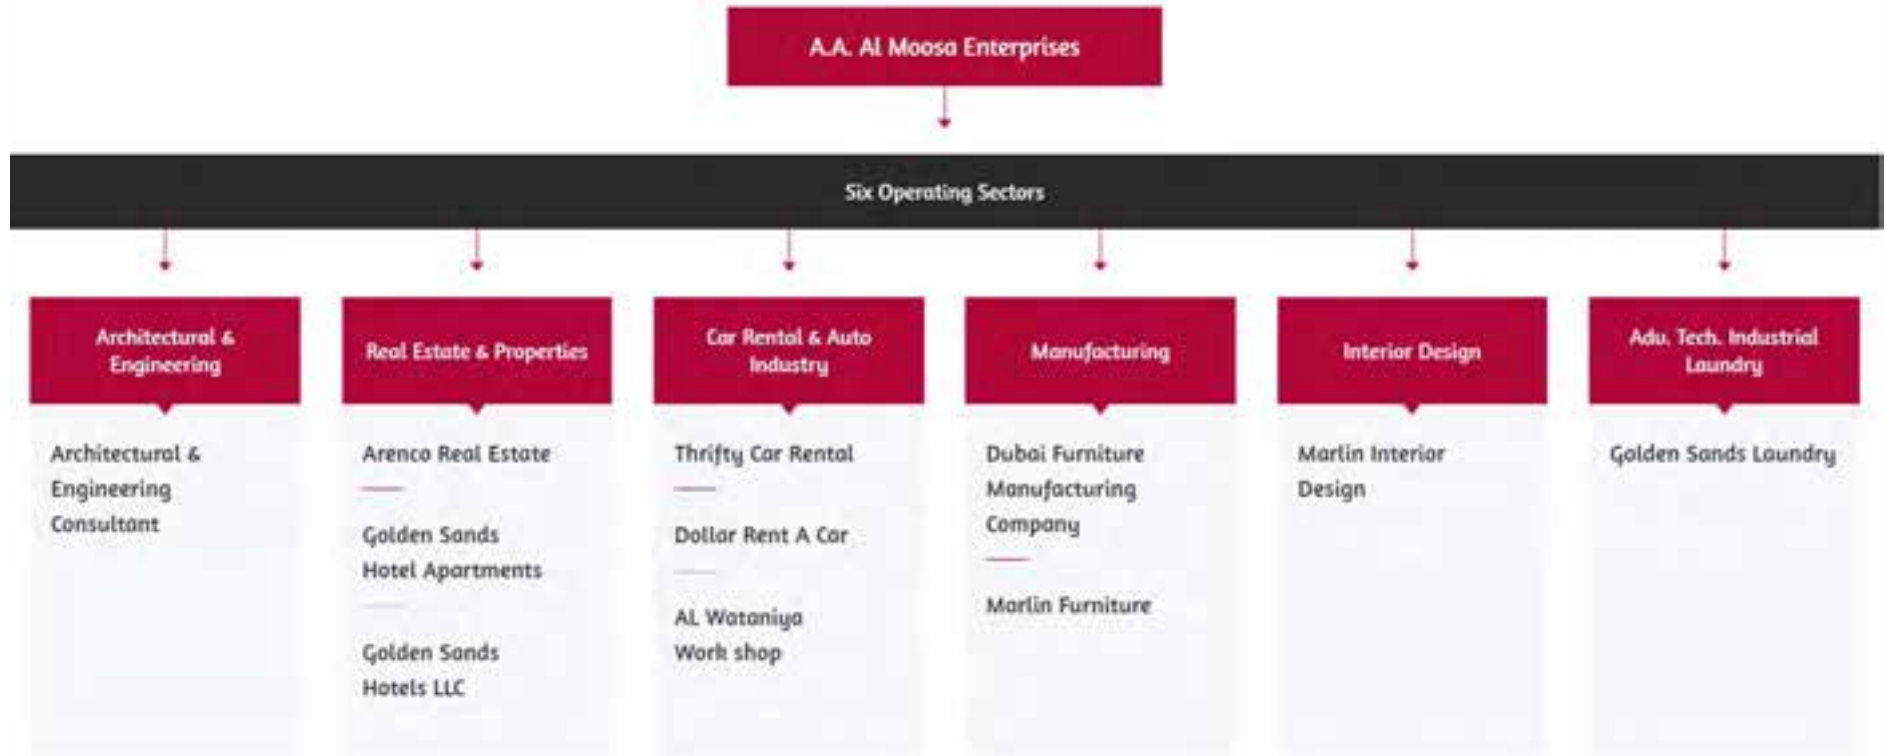 A.A. Al Moosa Enterprises
Six Operating Sectors
Architectural &
Engineering
Real Estate & Properties
Car Rental & Auto
Industry
Manufacturing
Interior Design
Adv. Tech. Industrial
Laundry
Architectural &
Engineering
Consultant
Arenco Real Estate
Golden Sands
Hotel Apartments
Golden Sands
Hotels LLC
Thrifty Car Rental
Dollar Rent A Car
AL Wataniya
Work shop
Dubai Furniture
Manufacturing
Company
Marlin Furniture
Marlin Interior
Design
Golden Sands Laundry